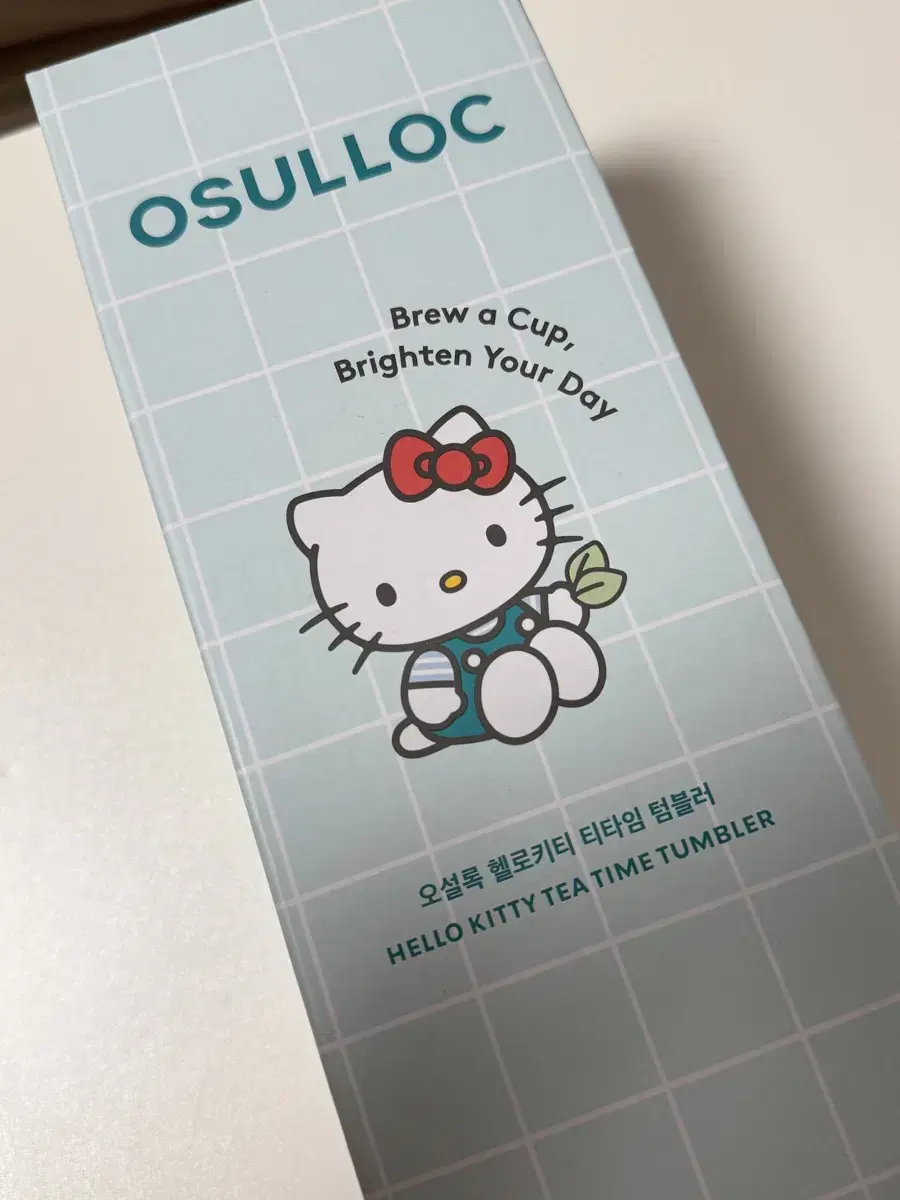 OSULLOC
Brew a Cup,
Brighten Your Day
오설록 헬로키티 티타임 텀블러
HELLO KITTY TEA TIME TUMBLER